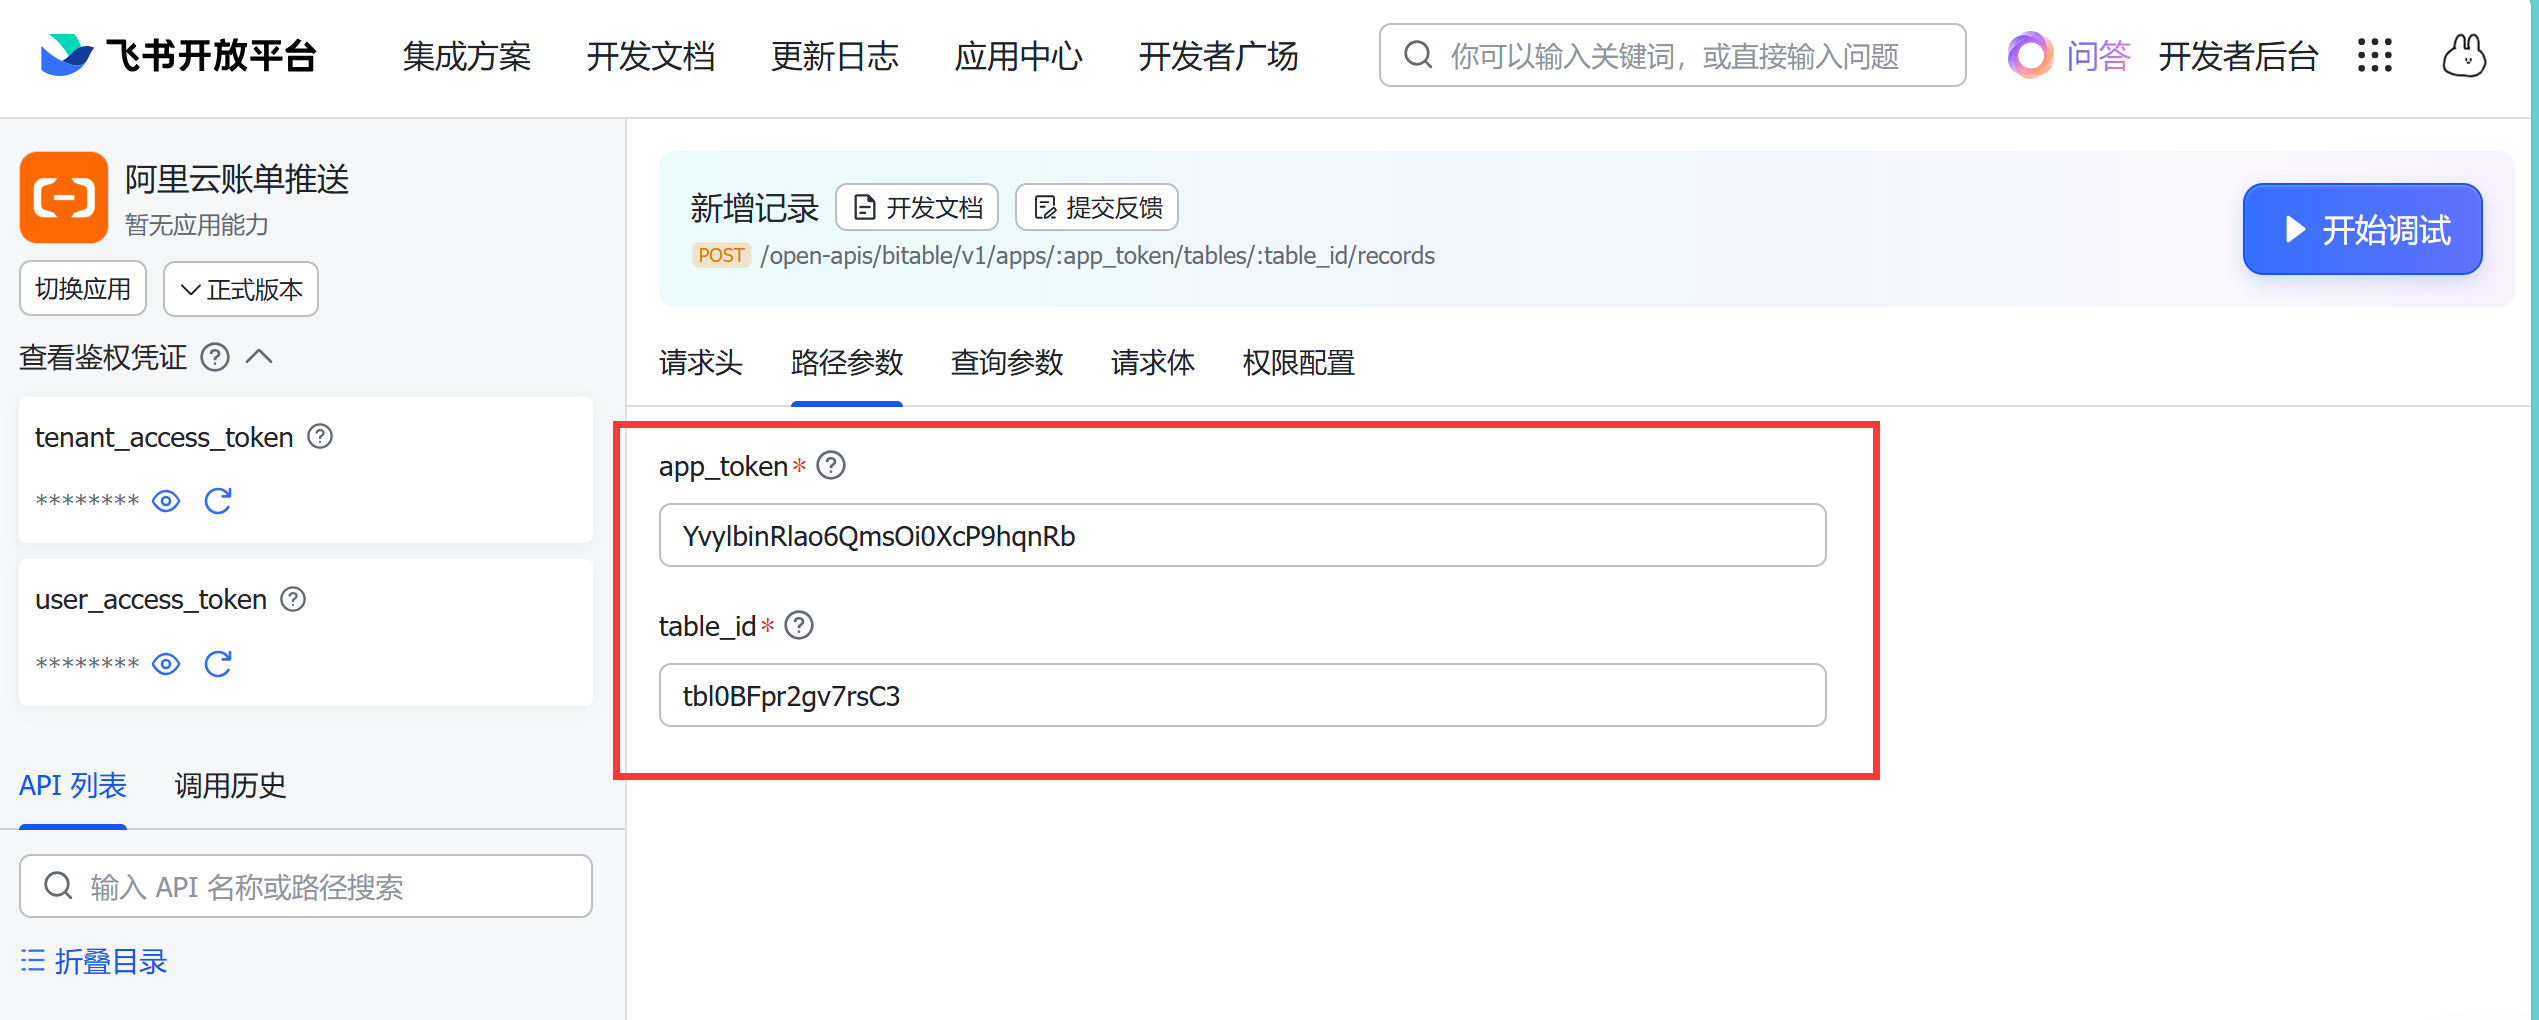 飞书开放平台 集成方案 开发文档 更新日志 应用中心 开发者广场 你可以输入关键词，或直接输入问题 问答 开发者后台
阿里云账单推送
暂无应用能力
切换应用 正式版本
查看鉴权凭证
tenant_access_token
********
user_access_token
********
API 列表 调用历史
输入 API 名称或路径搜索
折叠目录
新增记录 开发文档 提交反馈
POST /open-apis/bitable/v1/apps/:app_token/tables/:table_id/records
开始调试
请求头 路径参数 查询参数 请求体 权限配置
app_token*
YvylbinRlao6QmsOi0XcP9hqnRb
table_id*
tbl0BFpr2gv7rsC3